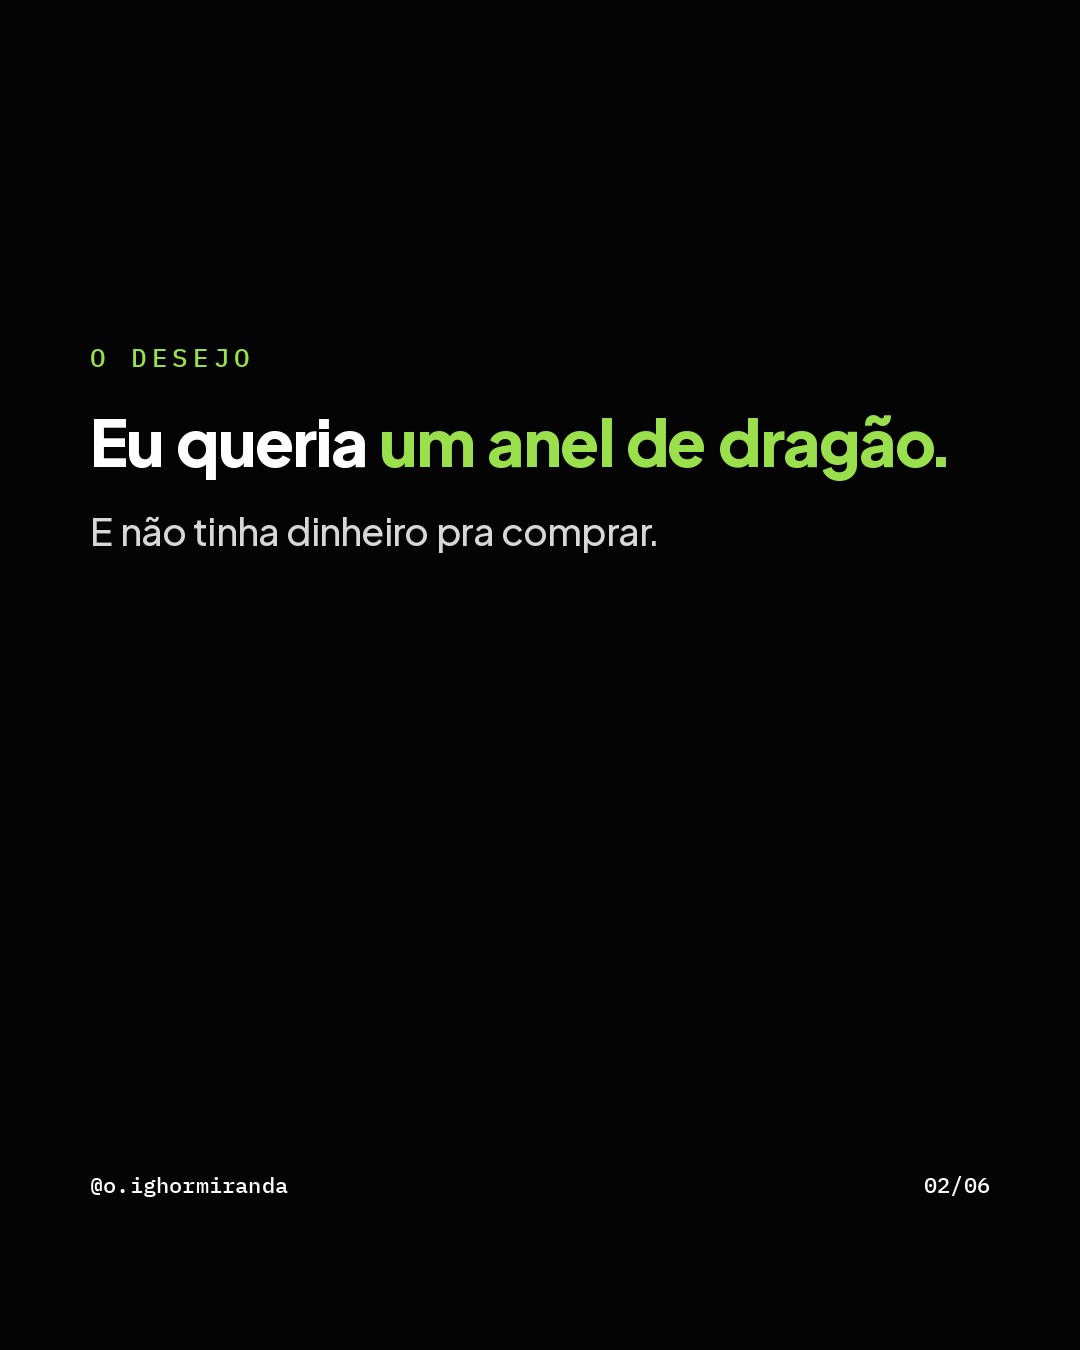 O DESEJO
Eu queria um anel de dragão.
E não tinha dinheiro pra comprar.
@o.ighormiranda
02/06